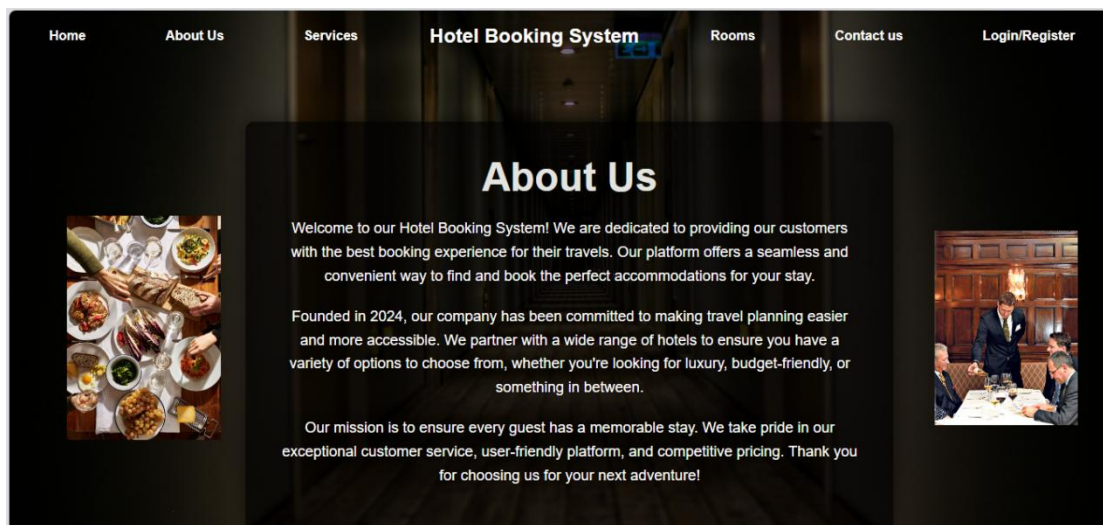 Home About Us Services Hotel Booking System Rooms Contact us Login/Register
About Us
Welcome to our Hotel Booking System! We are dedicated to providing our customers
with the best booking experience for their travels. Our platform offers a seamless and
convenient way to find and book the perfect accommodations for your stay.
Founded in 2024, our company has been committed to making travel planning easier
and more accessible. We partner with a wide range of hotels to ensure you have a
variety of options to choose from, whether you're looking for luxury, budget-friendly, or
something in between.
Our mission is to ensure every guest has a memorable stay. We take pride in our
exceptional customer service, user-friendly platform, and competitive pricing. Thank you
for choosing us for your next adventure!